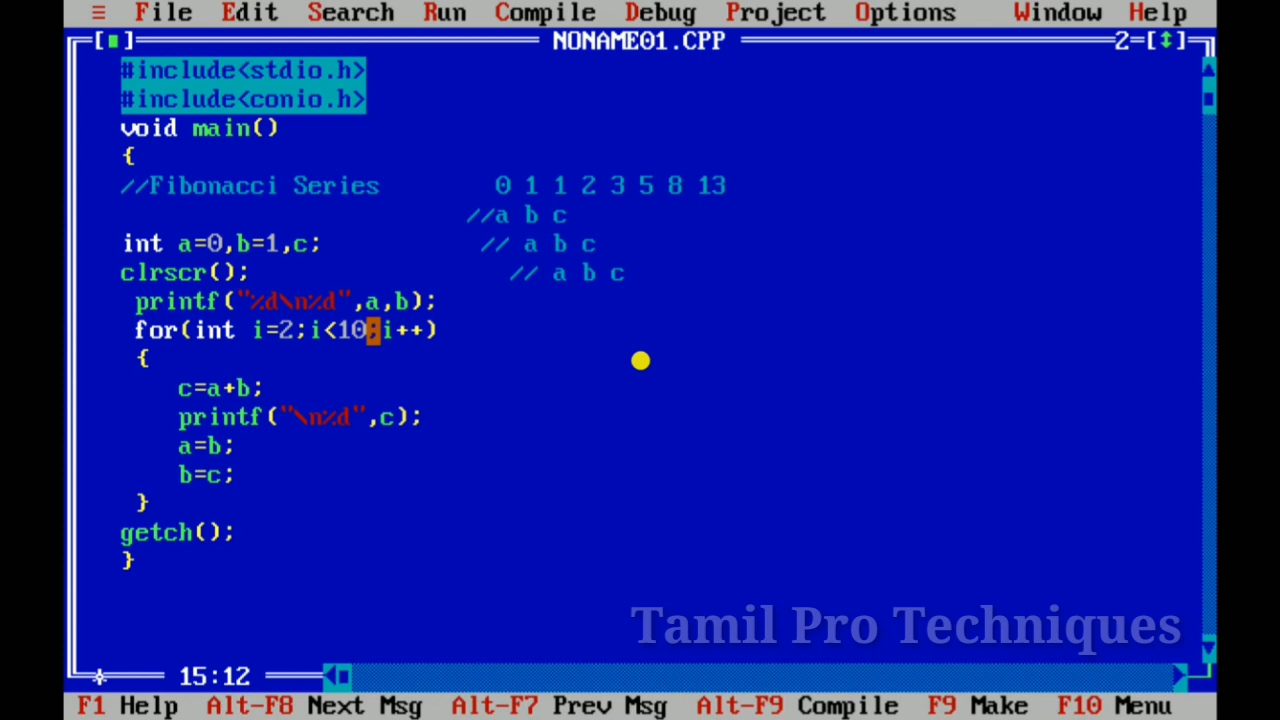 ≡ File Edit Search Run Compile Debug Project Options Window Help
[■] NONAME01.CPP 2=[↕]
#include<stdio.h>
#include<conio.h>
void main()
{
//Fibonacci Series 0 1 1 2 3 5 8 13
//a b c
int a=0,b=1,c; // a b c
clrscr(); // a b c
printf("%d\n%d",a,b);
for(int i=2;i<10;i++)
{
c=a+b;
printf("\n%d",c);
a=b;
b=c;
}
getch();
}
Tamil Pro Techniques
15:12
F1 Help Alt-F8 Next Msg Alt-F7 Prev Msg Alt-F9 Compile F9 Make F10 Menu